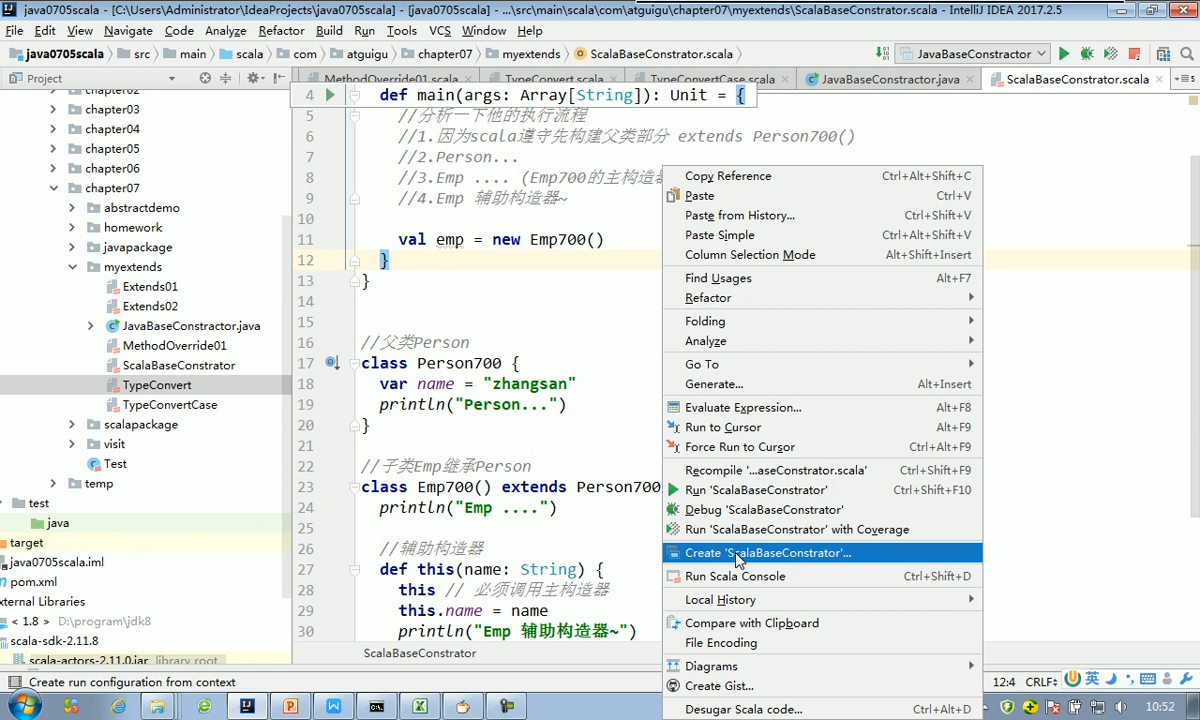 java0705scala - [C:\Users\Administrator\IdeaProjects\java0705scala] - [java0705scala] - ...\src\main\scala\com\atguigu\chapter07\myextends\ScalaBaseConstrator.scala - IntelliJ IDEA 2017.2.5
File Edit View Navigate Code Analyze Refactor Build Run Tools VCS Window Help
java0705scala src main scala com atguigu chapter07 myextends ScalaBaseConstrator.scala JavaBaseConstractor
Project MethodOverride01.scala TypeConvert.scala TypeConvertCase.scala JavaBaseConstractor.java ScalaBaseConstrator.scala
chapter02
chapter03
chapter04
chapter05
chapter06
chapter07
abstractdemo
homework
javapackage
myextends
Extends01
Extends02
JavaBaseConstractor.java
MethodOverride01
ScalaBaseConstrator
TypeConvert
TypeConvertCase
scalapackage
visit
Test
temp
test
java
target
java0705scala.iml
pom.xml
xternal Libraries
< 1.8 > D:\program\jdk8
scala-sdk-2.11.8
scala-actors-2.11.0.jar library root
4 def main(args: Array[String]): Unit = {
5 //分析一下他的执行流程
6 //1.因为scala遵守先构建父类部分 extends Person700()
7 //2.Person...
8 //3.Emp .... (Emp700的主构造器
9 //4.Emp 辅助构造器~
10
11 val emp = new Emp700()
12 }
13 }
14
15
16 //父类Person
17 class Person700 {
18 var name = "zhangsan"
19 println("Person...")
20 }
21
22 //子类Emp继承Person
23 class Emp700() extends Person700
24 println("Emp ....")
25
26 //辅助构造器
27 def this(name: String) {
28 this // 必须调用主构造器
29 this.name = name
30 println("Emp 辅助构造器~")
ScalaBaseConstrator
Copy Reference Ctrl+Alt+Shift+C
Paste Ctrl+V
Paste from History... Ctrl+Shift+V
Paste Simple Ctrl+Alt+Shift+V
Column Selection Mode Alt+Shift+Insert
Find Usages Alt+F7
Refactor
Folding
Analyze
Go To
Generate... Alt+Insert
Evaluate Expression... Alt+F8
Run to Cursor Alt+F9
Force Run to Cursor Ctrl+Alt+F9
Recompile '...aseConstrator.scala' Ctrl+Shift+F9
Run 'ScalaBaseConstrator' Ctrl+Shift+F10
Debug 'ScalaBaseConstrator'
Run 'ScalaBaseConstrator' with Coverage
Create 'ScalaBaseConstrator'...
Run Scala Console Ctrl+Shift+D
Local History
Compare with Clipboard
File Encoding
Diagrams
Create Gist...
Desugar Scala code... Ctrl+Alt+D
Create run configuration from context
12:4 CRLF÷
英
10:52